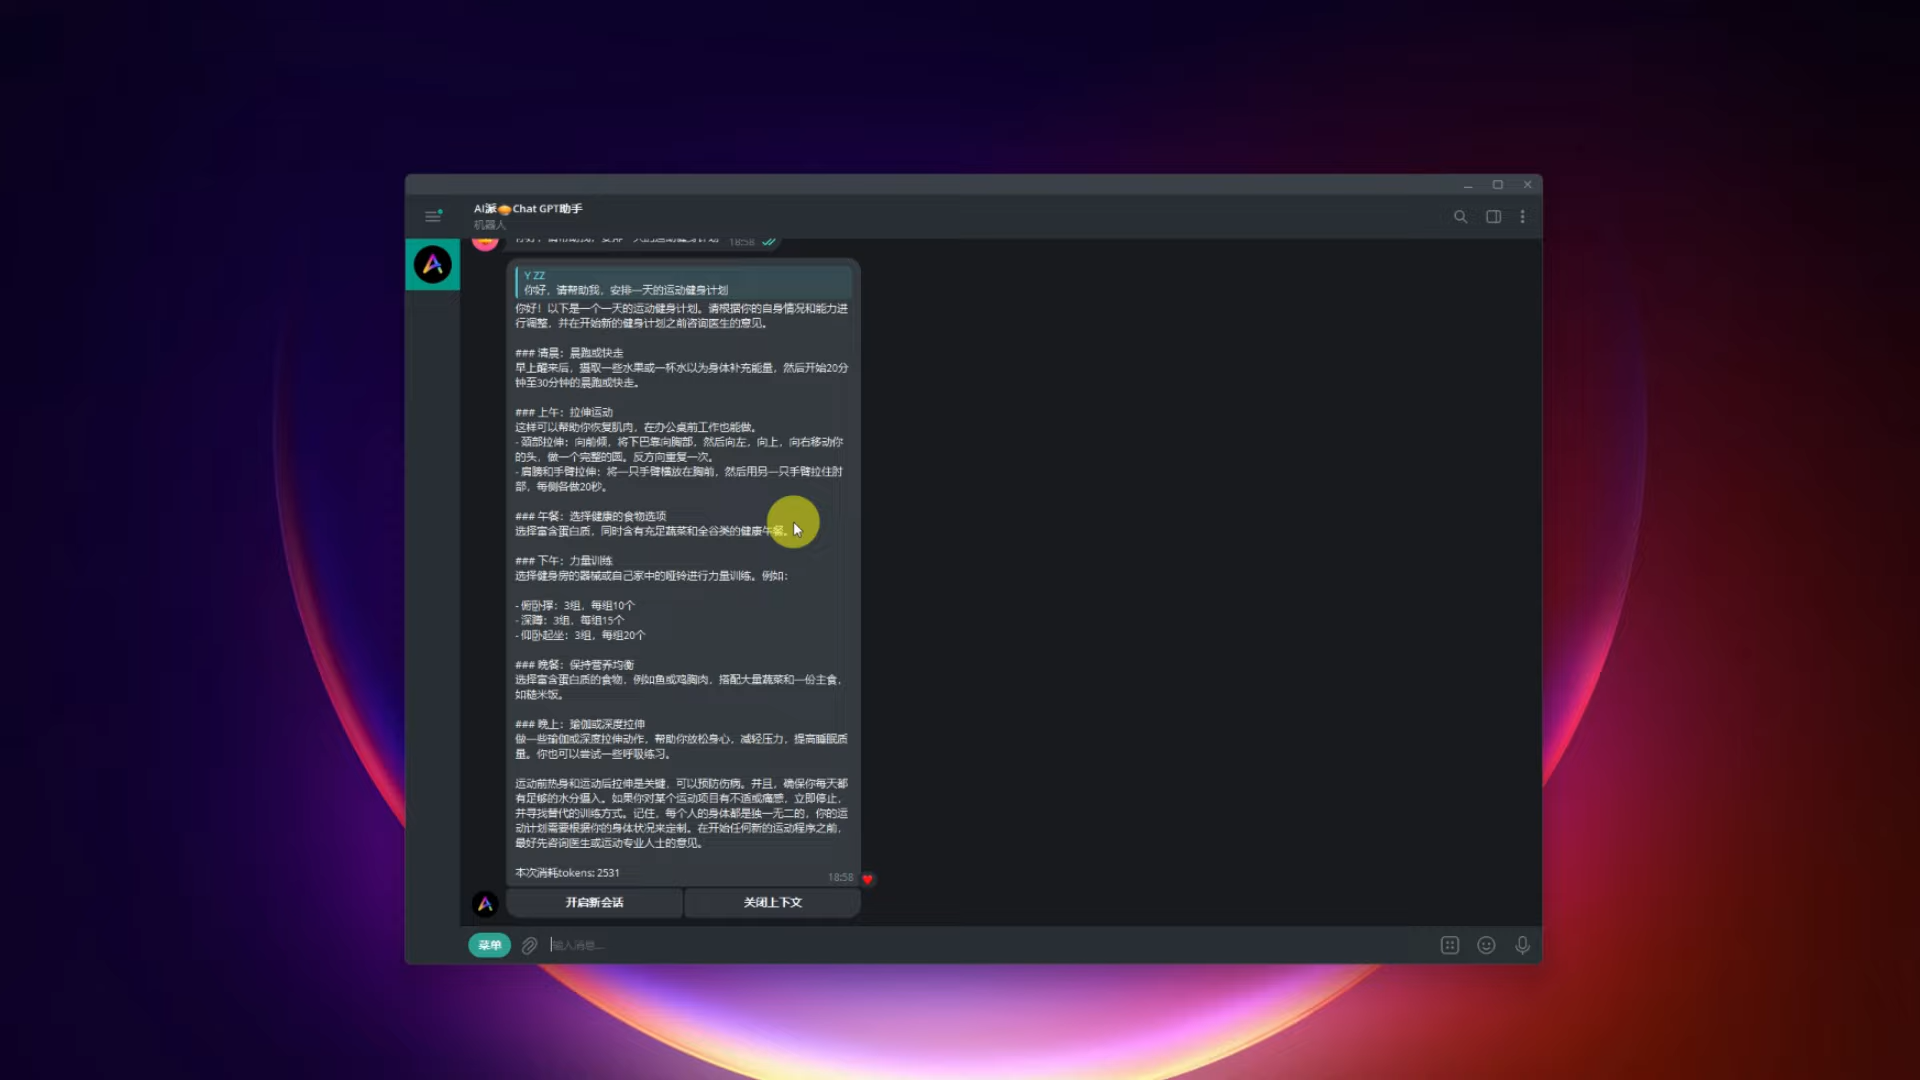 AI派🥧Chat GPT助手
机器人
你好，请帮助我，安排一天的运动健身计划 18:58
Y ZZ
你好，请帮助我，安排一天的运动健身计划
你好！以下是一个一天的运动健身计划。请根据你的自身情况和能力进
行调整，并在开始新的健身计划之前咨询医生的意见。
### 清晨：晨跑或快走
早上醒来后，摄取一些水果或一杯水以为身体补充能量，然后开始20分
钟至30分钟的晨跑或快走。
### 上午：拉伸运动
这样可以帮助你恢复肌肉，在办公桌前工作也能做。
- 颈部拉伸：向前倾，将下巴靠向胸部，然后向左，向上，向右移动你
的头，做一个完整的圆。反方向重复一次。
- 肩膀和手臂拉伸：将一只手臂横放在胸前，然后用另一只手臂拉住肘
部，每侧各做20秒。
### 午餐：选择健康的食物选项
选择富含蛋白质，同时含有充足蔬菜和全谷类的健康午餐。
### 下午：力量训练
选择健身房的器械或自己家中的哑铃进行力量训练。例如：
- 俯卧撑：3组，每组10个
- 深蹲：3组，每组15个
- 仰卧起坐：3组，每组20个
### 晚餐：保持营养均衡
选择富含蛋白质的食物，例如鱼或鸡胸肉，搭配大量蔬菜和一份主食，
如糙米饭。
### 晚上：瑜伽或深度拉伸
做一些瑜伽或深度拉伸动作，帮助你放松身心，减轻压力，提高睡眠质
量。你也可以尝试一些呼吸练习。
运动前热身和运动后拉伸是关键，可以预防伤病。并且，确保你每天都
有足够的水分摄入。如果你对某个运动项目有不适或痛感，立即停止，
并寻找替代的训练方式。记住，每个人的身体都是独一无二的，你的运
动计划需要根据你的身体状况来定制。在开始任何新的运动程序之前，
最好先咨询医生或运动专业人士的意见。
本次消耗tokens: 2531
18:58
开启新会话 关闭上下文
菜单 输入消息...